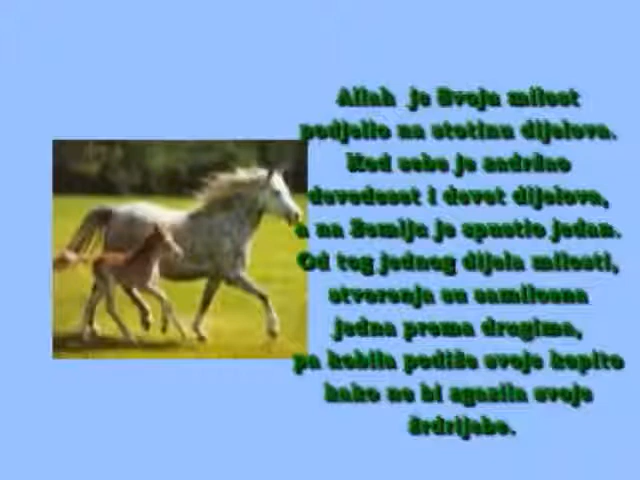 Allah je Svoju milost
podjelio na stotinu dijelova.
Kod sebe je zadržao
devedeset i devet dijelova,
a na Zemlju je spustio jedan.
Od tog jednog dijela milosti,
stvorenja su samilosna
jedna prema drugima,
pa kobila podiže svoje kopito
kako ne bi zgazila svoje
ždrijebe.